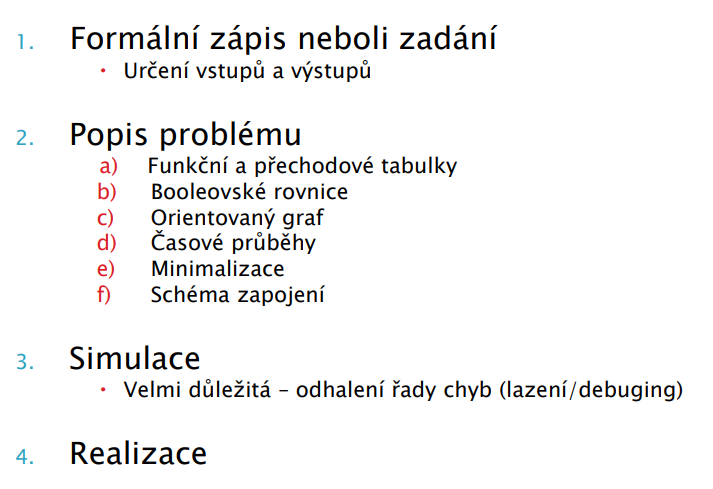 1. Formální zápis neboli zadání
• Určení vstupů a výstupů
2. Popis problému
a) Funkční a přechodové tabulky
b) Booleovské rovnice
c) Orientovaný graf
d) Časové průběhy
e) Minimalizace
f) Schéma zapojení
3. Simulace
• Velmi důležitá – odhalení řady chyb (lazení/debuging)
4. Realizace